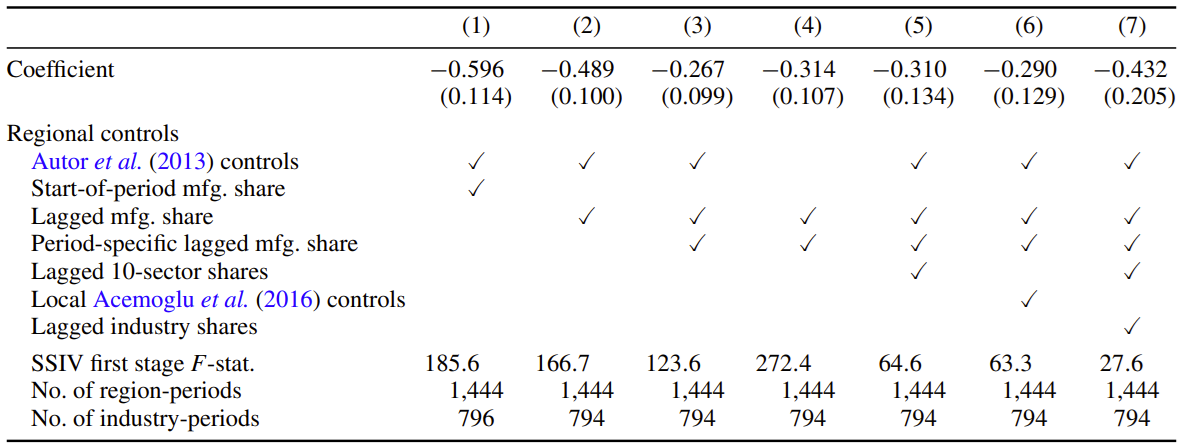 (1) (2) (3) (4) (5) (6) (7)
Coefficient −0.596 −0.489 −0.267 −0.314 −0.310 −0.290 −0.432
(0.114) (0.100) (0.099) (0.107) (0.134) (0.129) (0.205)
Regional controls
Autor et al. (2013) controls ✓ ✓ ✓ ✓ ✓ ✓
Start-of-period mfg. share ✓
Lagged mfg. share ✓ ✓ ✓ ✓ ✓ ✓
Period-specific lagged mfg. share ✓ ✓ ✓ ✓ ✓
Lagged 10-sector shares ✓ ✓
Local Acemoglu et al. (2016) controls ✓
Lagged industry shares ✓
SSIV first stage F-stat. 185.6 166.7 123.6 272.4 64.6 63.3 27.6
No. of region-periods 1,444 1,444 1,444 1,444 1,444 1,444 1,444
No. of industry-periods 796 794 794 794 794 794 794